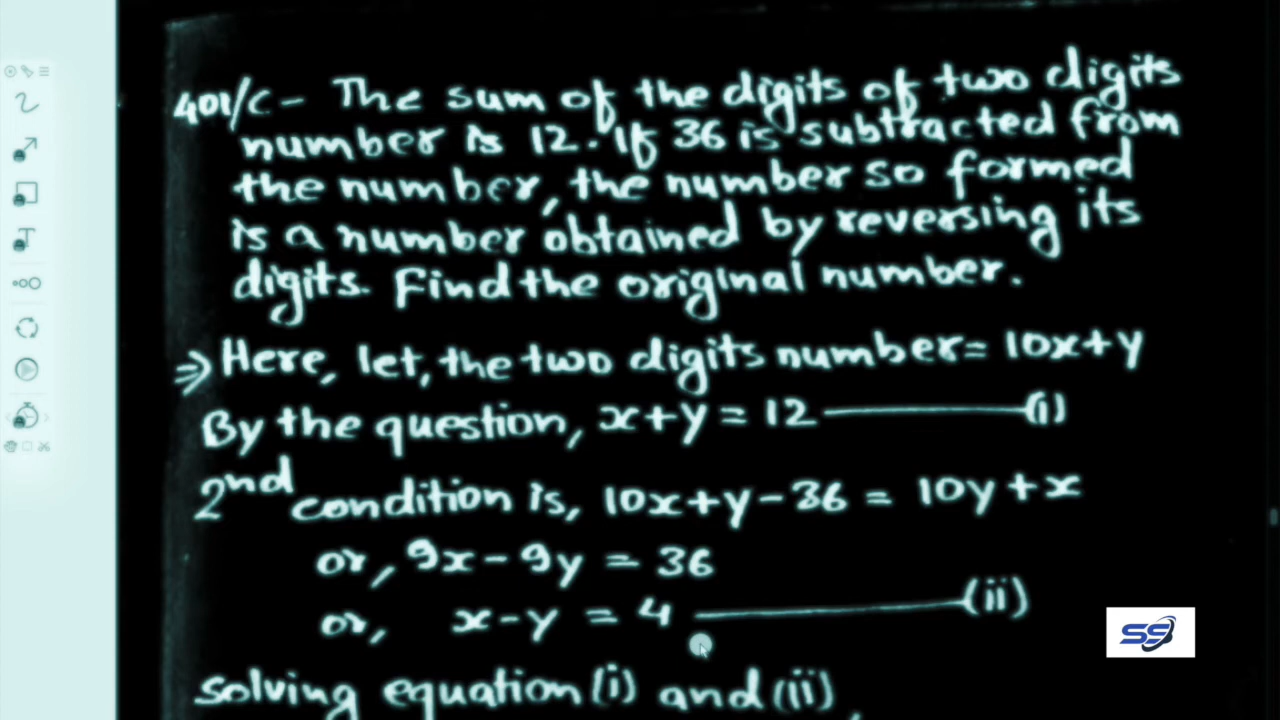 401/C- The sum of the digits of two digits
number is 12. If 36 is subtracted from
the number, the number so formed
is a number obtained by reversing its
digits. Find the original number.
⇒ Here, let, the two digits number = 10x+y
By the question, x+y = 12 ——— (i)
2nd condition is, 10x+y-36 = 10y+x
or, 9x-9y = 36
or, x-y = 4 ——— (ii)
SS
solving equation (i) and (ii),